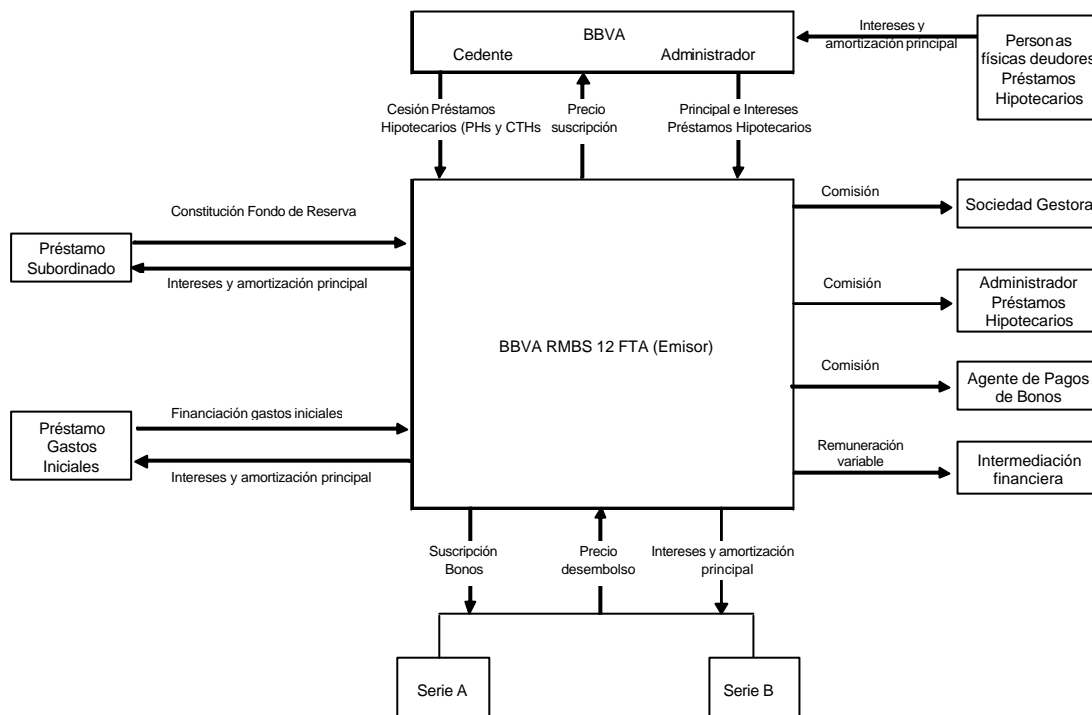 BBVA
Cedente
Administrador
Intereses y
amortización principal
Personas
físicas deudores
Préstamos
Hipotecarios
Cesión Préstamos
Hipotecarios (PHs y CTHs
Precio
suscripción
Principal e Intereses
Préstamos Hipotecarios
Constitución Fondo de Reserva
Préstamo
Subordinado
Intereses y amortización principal
Comisión
Sociedad Gestora
Comisión
Administrador
Préstamos
Hipotecarios
BBVA RMBS 12 FTA (Emisor)
Comisión
Agente de Pagos
de Bonos
Financiación gastos iniciales
Préstamo
Gastos
Iniciales
Intereses y amortización principal
Remuneración
variable
Intermediación
financiera
Suscripción
Bonos
Precio
desembolso
Intereses y amortización
principal
Serie A
Serie B